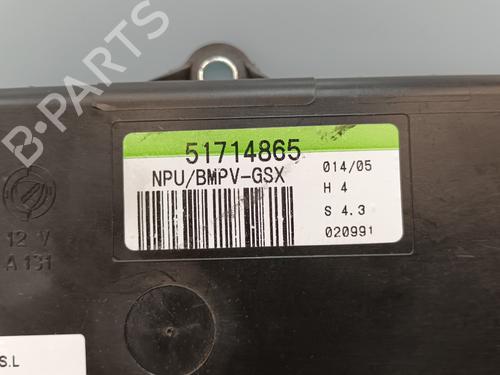 B-PARTS
51714865
NPU/BMPV-GSX
014/05
H 4
S 4.3
020991
12 V
A 131
S.L